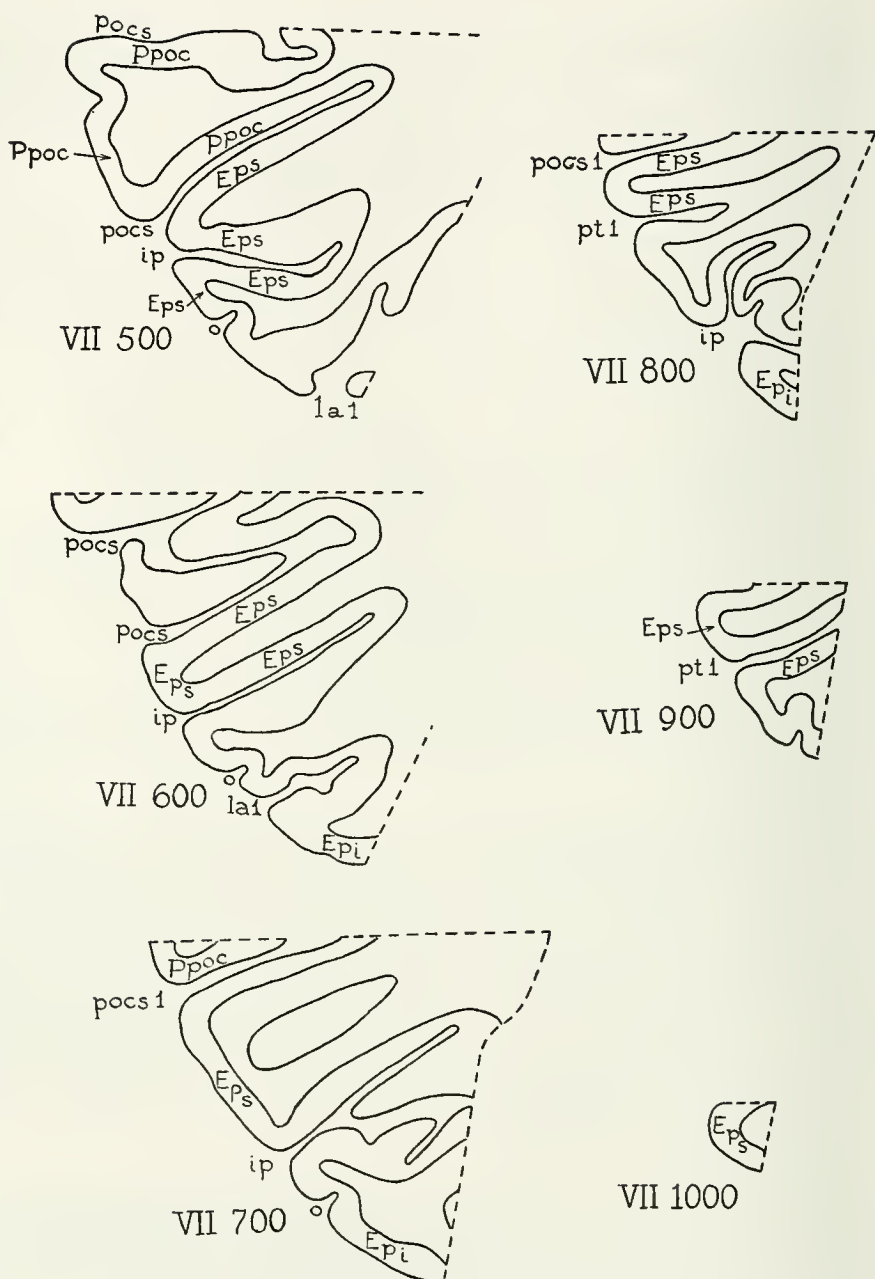 pocs
Ppoc
Ppoc
Ppoc
Eps
pocs
ip
Eps
Eps
Eps
VII 500
la1
pocs1
Eps
Eps
pt1
ip
VII 800
Epi
pocs
Eps
pocs
Eps
Eps
ip
VII 600
la1
Epi
Eps
Eps
pt1
VII 900
Ppoc
pocs1
Eps
ip
VII 700
Epi
Eps
VII 1000